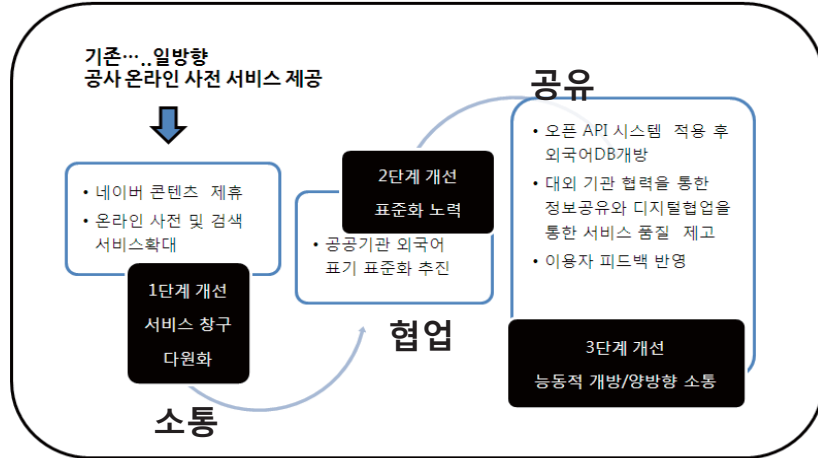 기존…..일방향
공사 온라인 사전 서비스 제공
• 네이버 콘텐츠 제휴
• 온라인 사전 및 검색
서비스확대
1단계 개선
서비스 창구
다원화
소통
2단계 개선
표준화 노력
• 공공기관 외국어
표기 표준화 추진
협업
공유
• 오픈 API 시스템 적용 후
외국어DB개방
• 대외 기관 협력을 통한
정보공유와 디지털협업을
통한 서비스 품질 제고
• 이용자 피드백 반영
3단계 개선
능동적 개방/양방향 소통